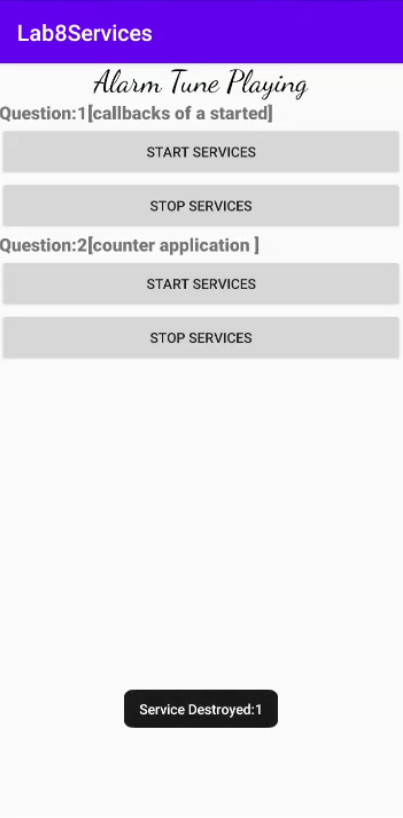 Lab8Services
Alarm Tune Playing
Question:1[callbacks of a started]
START SERVICES
STOP SERVICES
Question:2[counter application ]
START SERVICES
STOP SERVICES
Service Destroyed:1